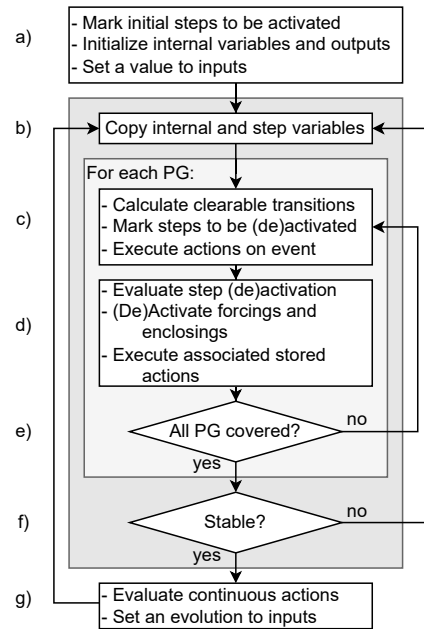 a)
- Mark initial steps to be activated
- Initialize internal variables and outputs
- Set a value to inputs
b)
Copy internal and step variables
For each PG:
c)
- Calculate clearable transitions
- Mark steps to be (de)activated
- Execute actions on event
d)
- Evaluate step (de)activation
- (De)Activate forcings and
enclosings
- Execute associated stored
actions
e)
All PG covered?
no
yes
f)
Stable?
no
yes
g)
- Evaluate continuous actions
- Set an evolution to inputs